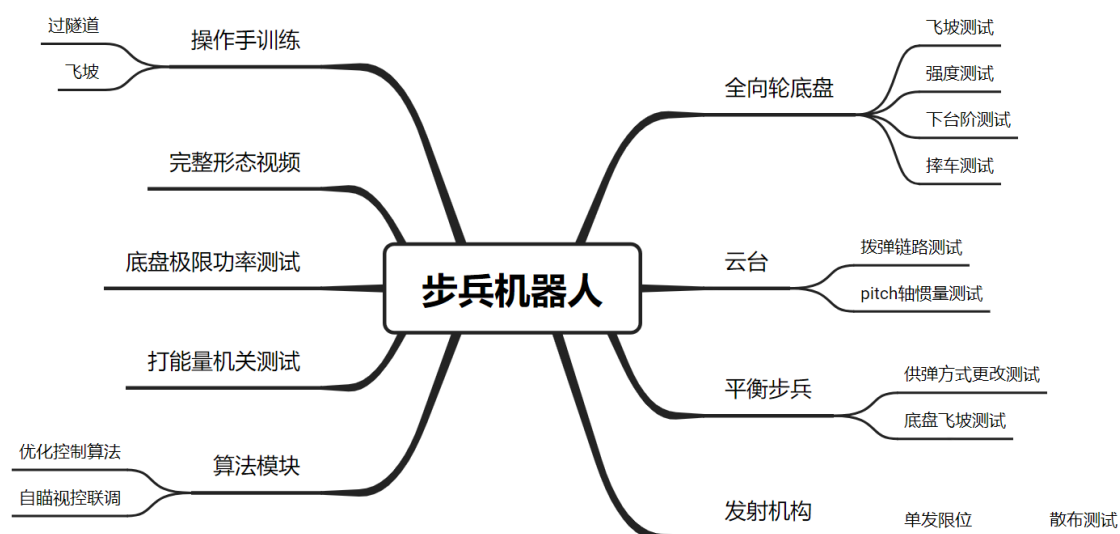 步兵机器人
全向轮底盘
飞坡测试
强度测试
下台阶测试
摔车测试
云台
拨弹链路测试
pitch轴惯量测试
平衡步兵
供弹方式更改测试
底盘飞坡测试
发射机构
单发限位
散布测试
操作手训练
过隧道
飞坡
完整形态视频
底盘极限功率测试
打能量机关测试
算法模块
优化控制算法
自瞄视控联调